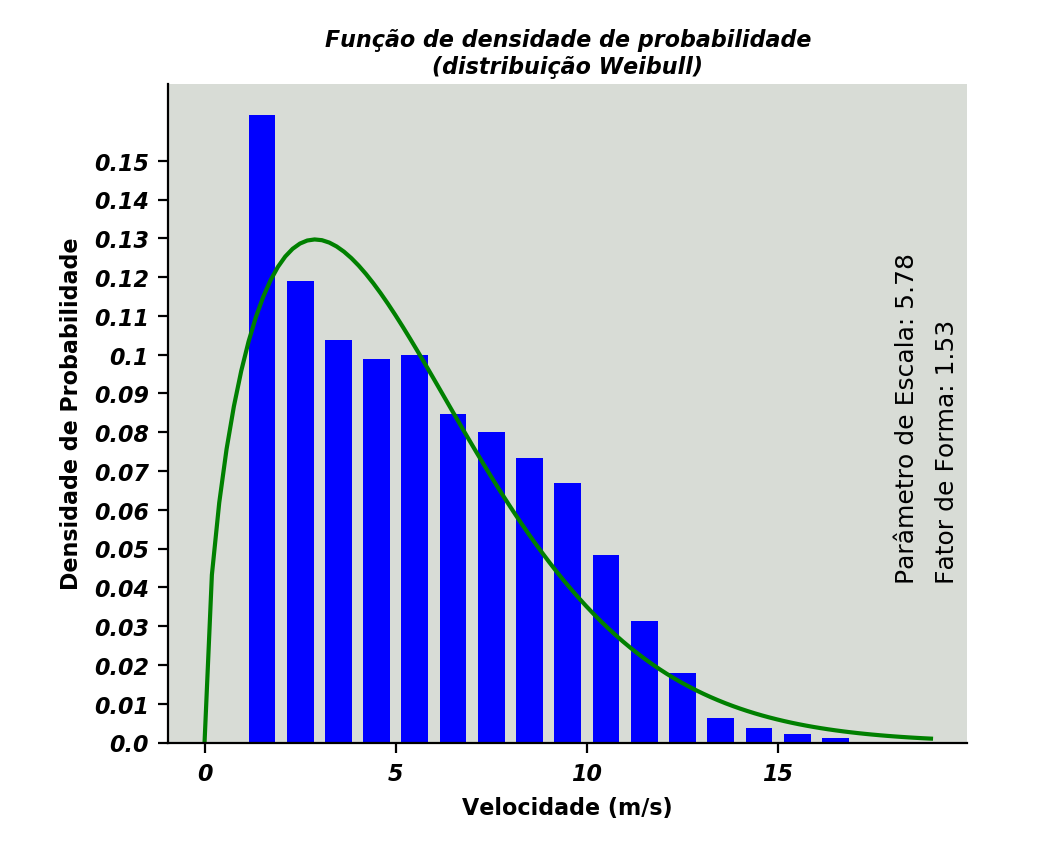 Função de densidade de probabilidade
(distribuição Weibull)
Densidade de Probabilidade
0.15
0.14
0.13
0.12
0.11
0.1
0.09
0.08
0.07
0.06
0.05
0.04
0.03
0.02
0.01
0.0
Parâmetro de Escala: 5.78
Fator de Forma: 1.53
0 5 10 15
Velocidade (m/s)